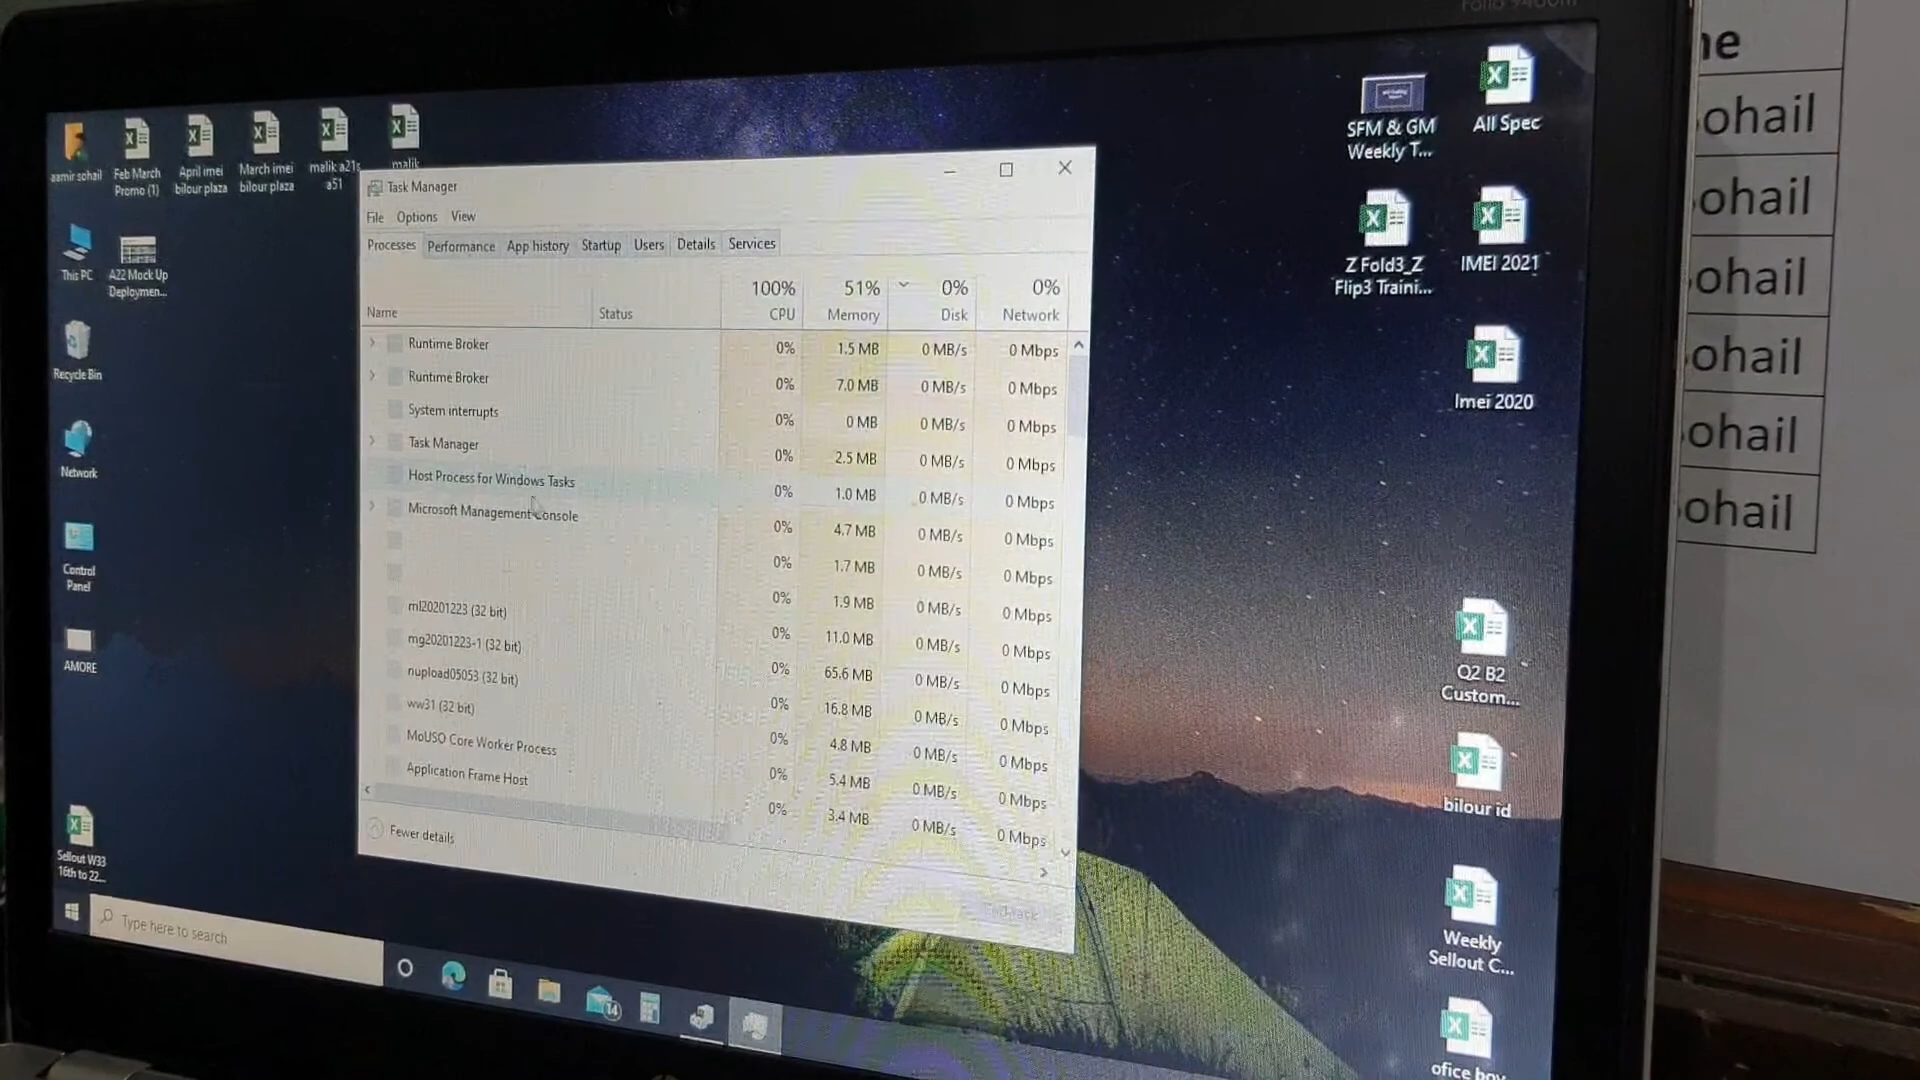 Folio 9480m
aamir sohail
Feb March
Promo (1)
April imei
bilour plaza
March imei
bilour plaza
malik a21s
a51
malik
This PC
A22 Mock Up
Deploymen...
Recycle Bin
Network
Control
Panel
AMORE
Sellout W33
16th to 22...
Task Manager
File Options View
Processes Performance App history Startup Users Details Services
100% 51% 0% 0%
Name Status CPU Memory Disk Network
Runtime Broker 0% 1.5 MB 0 MB/s 0 Mbps
Runtime Broker 0% 7.0 MB 0 MB/s 0 Mbps
System interrupts 0% 0 MB 0 MB/s 0 Mbps
Task Manager 0% 2.5 MB 0 MB/s 0 Mbps
Host Process for Windows Tasks 0% 1.0 MB 0 MB/s 0 Mbps
Microsoft Management Console 0% 4.7 MB 0 MB/s 0 Mbps
0% 1.7 MB 0 MB/s 0 Mbps
0% 1.9 MB 0 MB/s 0 Mbps
ml20201223 (32 bit) 0% 11.0 MB 0 MB/s 0 Mbps
mg20201223-1 (32 bit) 0% 65.6 MB 0 MB/s 0 Mbps
nupload05053 (32 bit) 0% 16.8 MB 0 MB/s 0 Mbps
ww31 (32 bit) 0% 4.8 MB 0 MB/s 0 Mbps
MoUSO Core Worker Process 0% 5.4 MB 0 MB/s 0 Mbps
Application Frame Host 0% 3.4 MB 0 MB/s 0 Mbps
Fewer details
End task
Type here to search
14
SFM & GM
Weekly T...
All Spec
Z Fold3_Z
Flip3 Traini...
IMEI 2021
Imei 2020
Q2 B2
Custom...
bilour id
Weekly
Sellout C...
ofice boy
ne
ohail
ohail
ohail
ohail
ohail
ohail